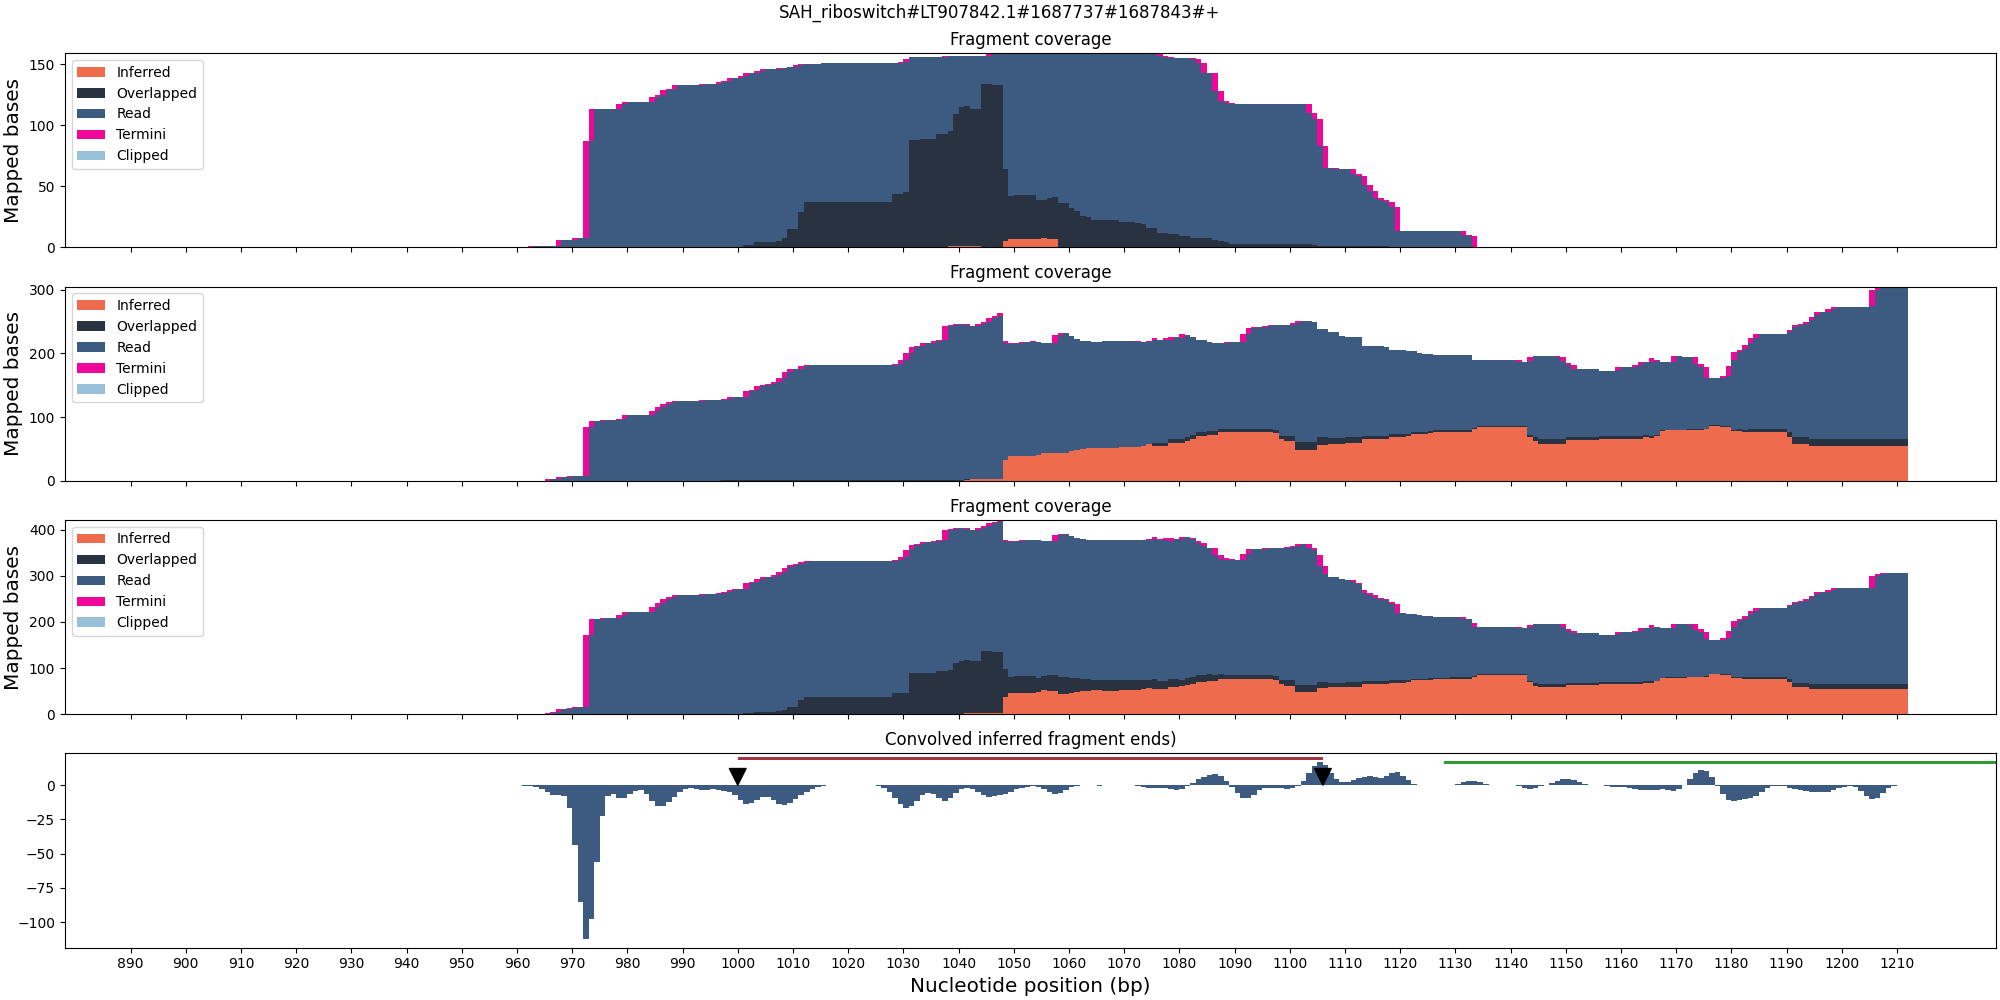 SAH_riboswitch#LT907842.1#1687737#1687843#+
Fragment coverage
Mapped bases
150
100
50
0
Inferred
Overlapped
Read
Termini
Clipped
Fragment coverage
Mapped bases
300
200
100
0
Inferred
Overlapped
Read
Termini
Clipped
Fragment coverage
Mapped bases
400
300
200
100
0
Inferred
Overlapped
Read
Termini
Clipped
Convolved inferred fragment ends)
0
−25
−50
−75
−100
890 900 910 920 930 940 950 960 970 980 990 1000 1010 1020 1030 1040 1050 1060 1070 1080 1090 1100 1110 1120 1130 1140 1150 1160 1170 1180 1190 1200 1210
Nucleotide position (bp)